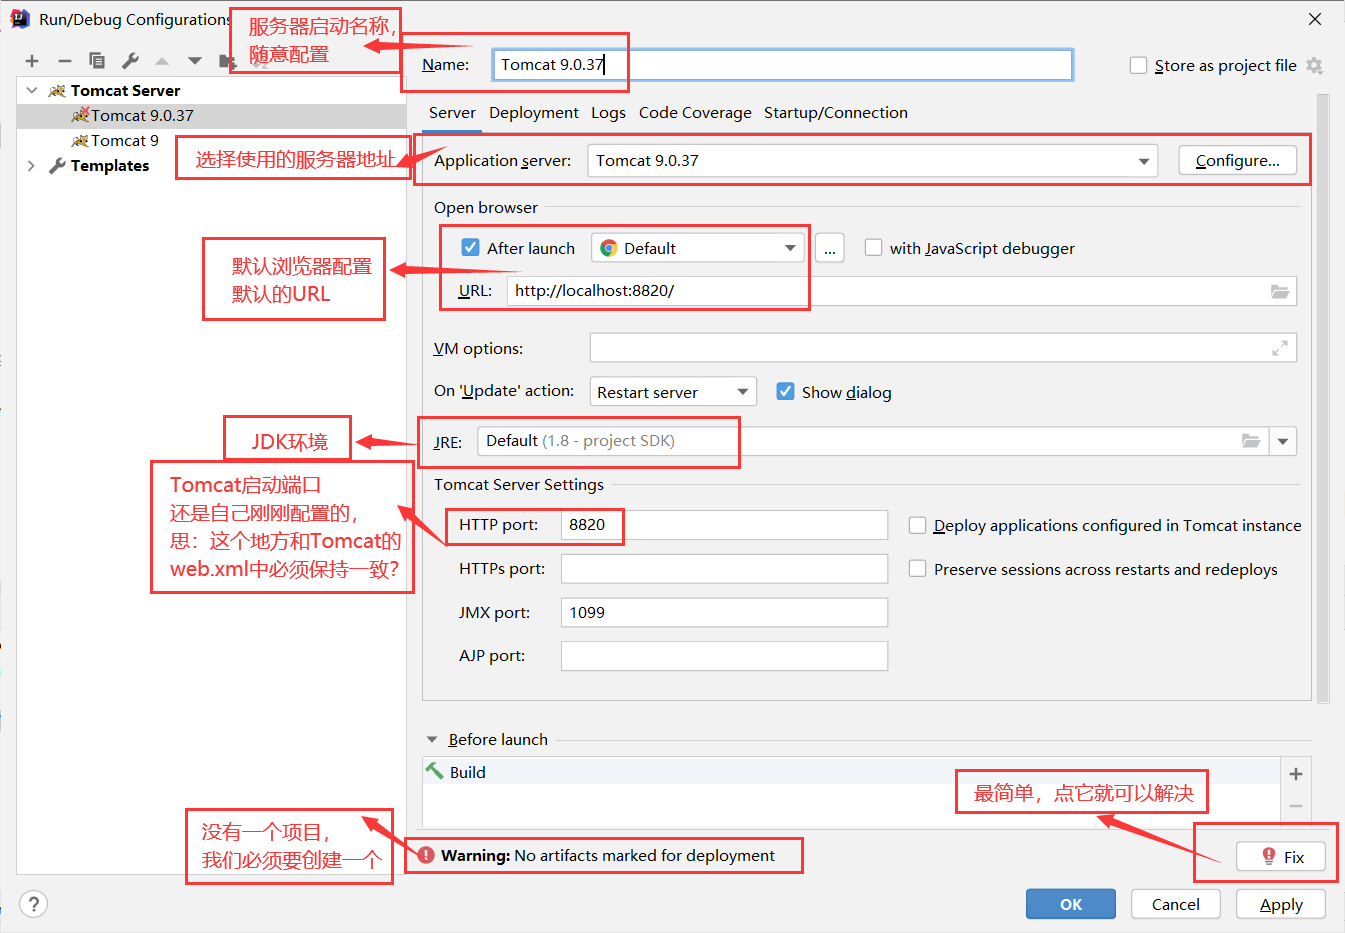 Run/Debug Configurations
服务器启动名称，
随意配置
Name:
Tomcat 9.0.37
Store as project file
Tomcat Server
Tomcat 9.0.37
Tomcat 9
Templates
Server
Deployment
Logs
Code Coverage
Startup/Connection
选择使用的服务器地址
Application server:
Tomcat 9.0.37
Configure...
Open browser
After launch
Default
...
with JavaScript debugger
默认浏览器配置
默认的URL
URL:
http://localhost:8820/
VM options:
On 'Update' action:
Restart server
Show dialog
JDK环境
JRE:
Default (1.8 - project SDK)
Tomcat启动端口
还是自己刚刚配置的，
思：这个地方和Tomcat的
web.xml中必须保持一致？
Tomcat Server Settings
HTTP port:
8820
Deploy applications configured in Tomcat instance
HTTPs port:
Preserve sessions across restarts and redeploys
JMX port:
1099
AJP port:
Before launch
Build
最简单，点它就可以解决
没有一个项目，
我们必须要创建一个
Warning: No artifacts marked for deployment
Fix
?
OK
Cancel
Apply